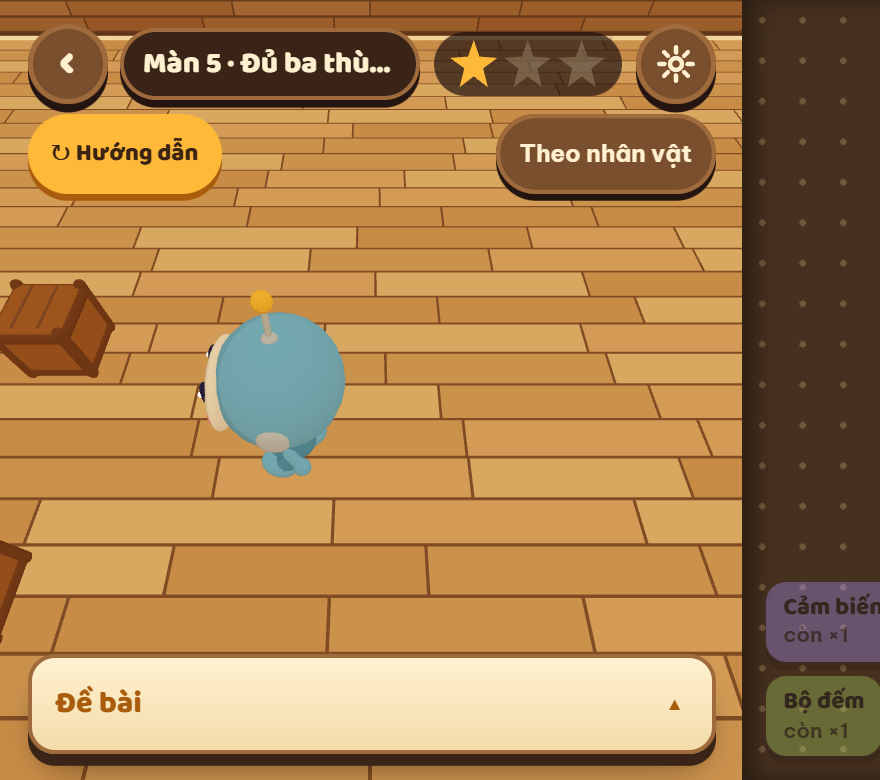 Màn 5 · Đủ ba thù...
↻ Hướng dẫn
Theo nhân vật
Cảm biến
còn ×1
Bộ đếm
còn ×1
Đề bài